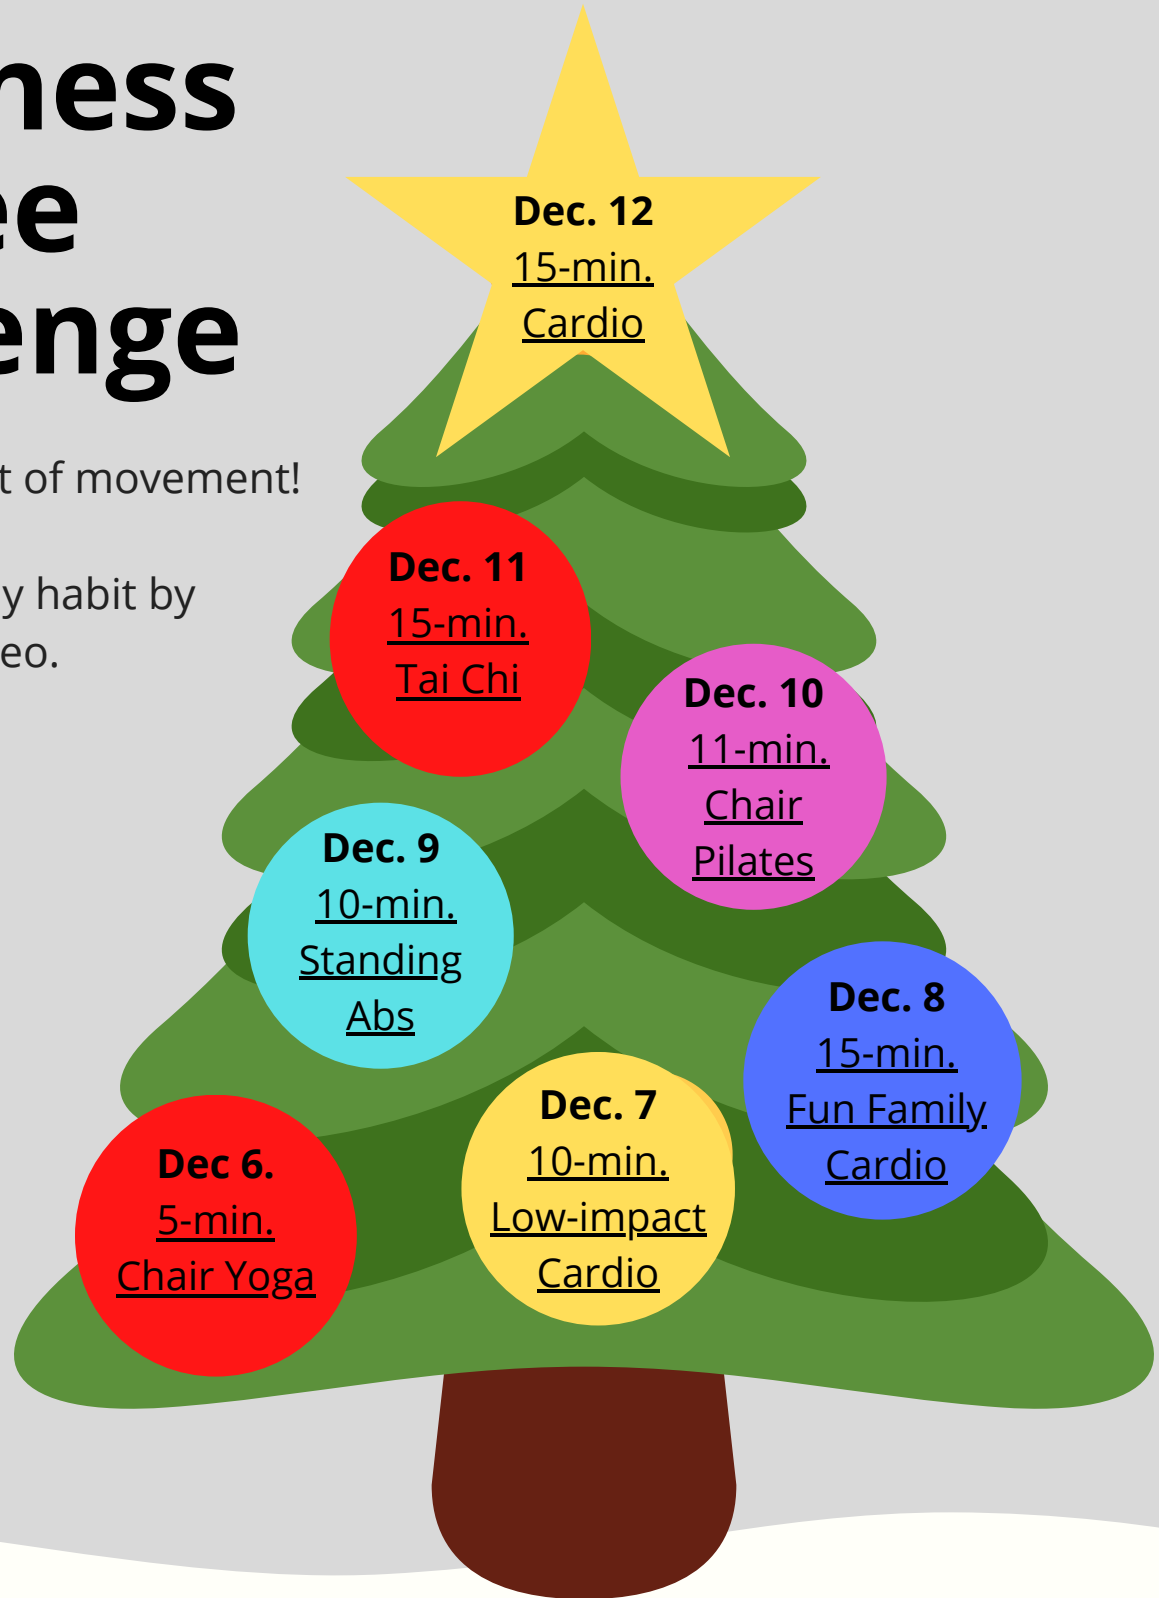 ness
ee
enge
t of movement!
y habit by
eo.
Dec. 12
15-min.
Cardio
Dec. 11
15-min.
Tai Chi
Dec. 10
11-min.
Chair
Pilates
Dec. 9
10-min.
Standing
Abs
Dec. 8
15-min.
Fun Family
Cardio
Dec. 7
10-min.
Low-impact
Cardio
Dec 6.
5-min.
Chair Yoga